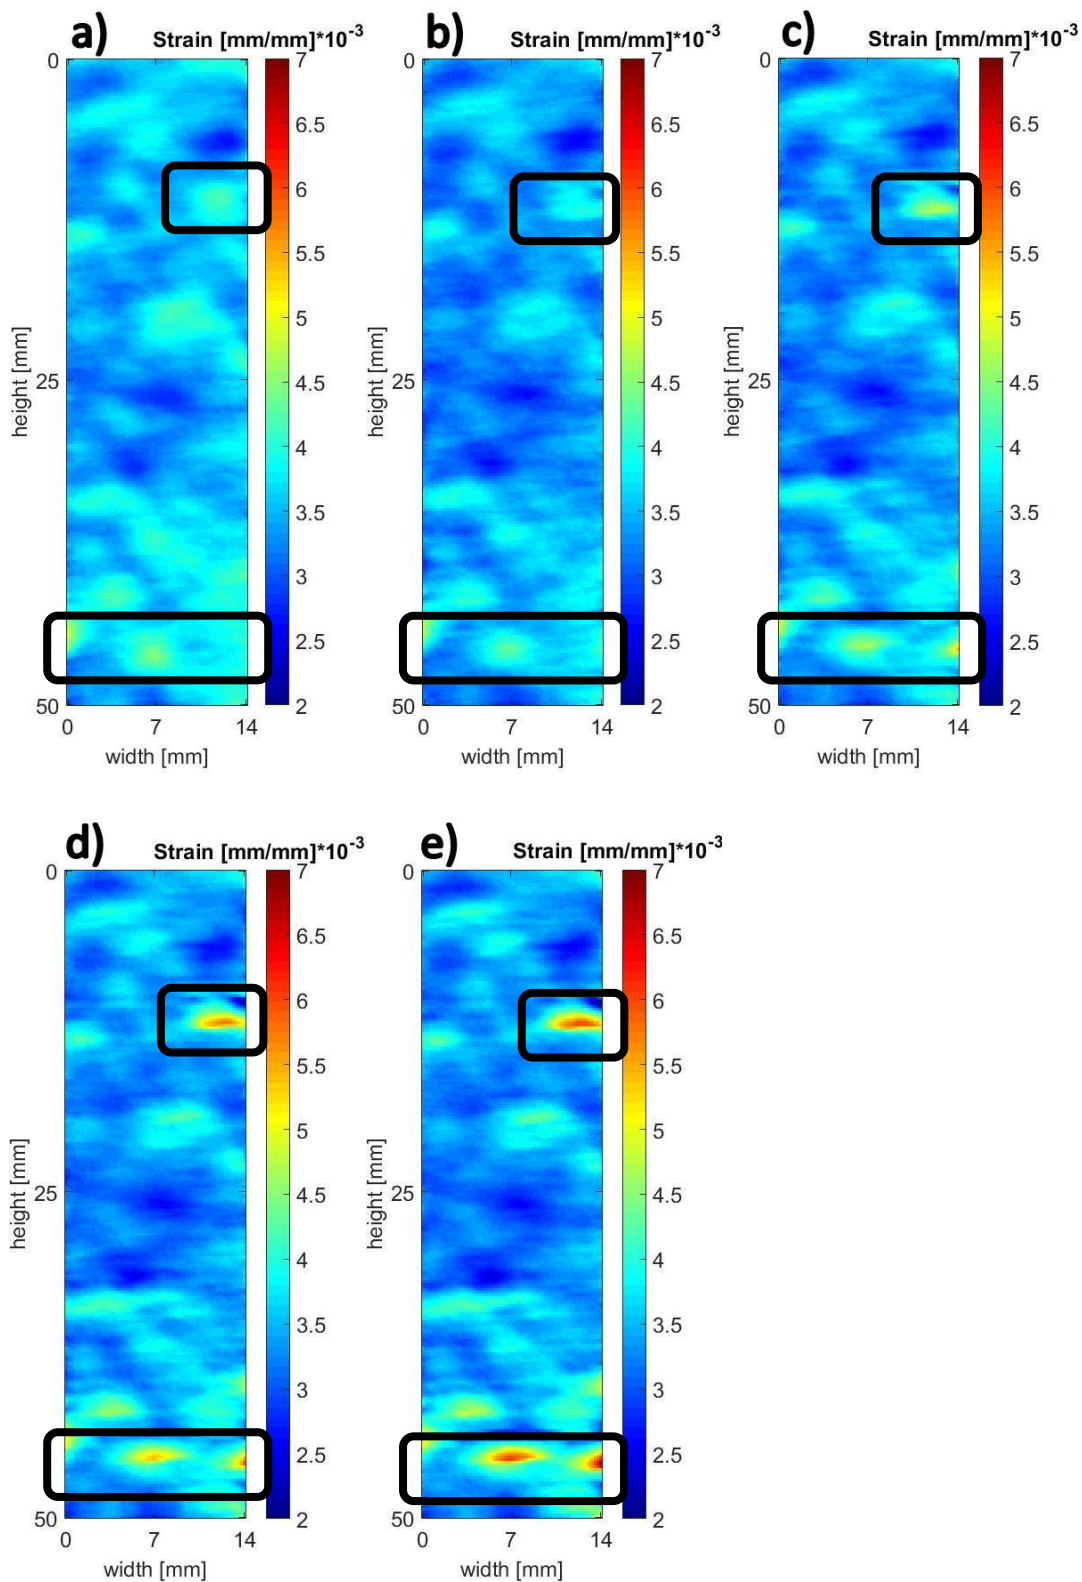 a) Strain [mm/mm]*10-3
b) Strain [mm/mm]*10-3
c) Strain [mm/mm]*10-3
0 7
0 7
0 7
6.5
6.5
6.5
6
6
6
5.5
5.5
5.5
height [mm]
5
height [mm]
5
height [mm]
5
25 4.5
25 4.5
25 4.5
4
4
4
3.5
3.5
3.5
3
3
3
2.5
2.5
2.5
50 2
50 2
50 2
0 7 14
0 7 14
0 7 14
width [mm]
width [mm]
width [mm]
d) Strain [mm/mm]*10-3
e) Strain [mm/mm]*10-3
0 7
0 7
6.5
6.5
6
6
5.5
5.5
height [mm]
5
height [mm]
5
25 4.5
25 4.5
4
4
3.5
3.5
3
3
2.5
2.5
50 2
50 2
0 7 14
0 7 14
width [mm]
width [mm]